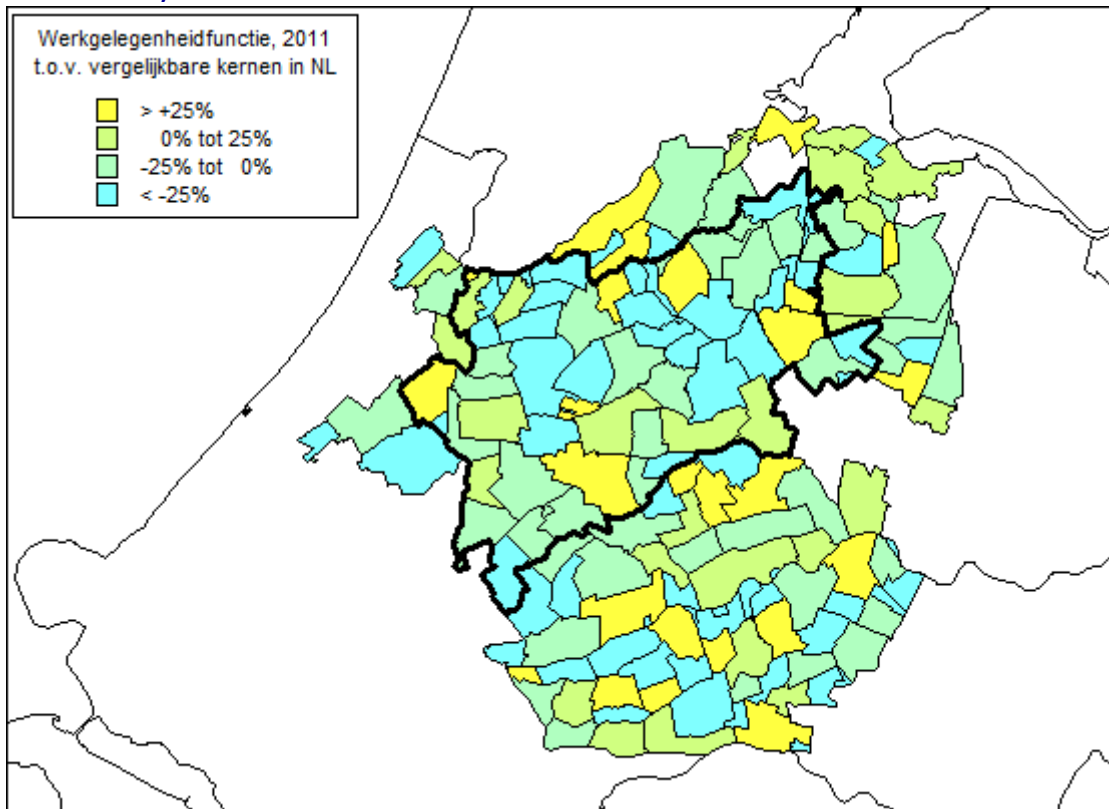 Werkgelegenheidfunctie, 2011
t.o.v. vergelijkbare kernen in NL
> +25%
0% tot 25%
-25% tot 0%
< -25%